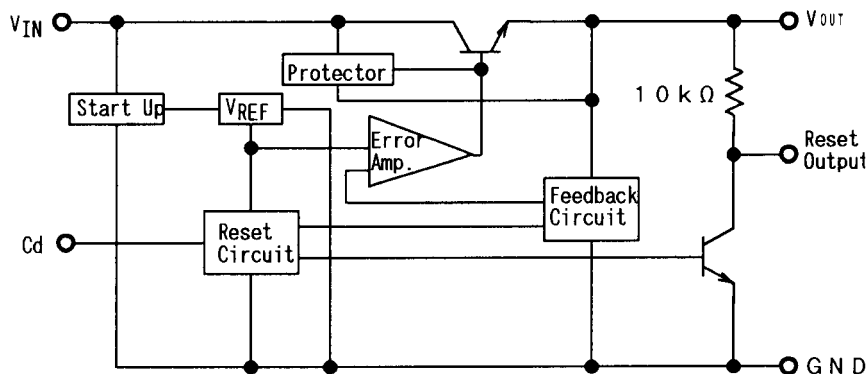 VIN
VOUT
Protector
Start Up
VREF
10kΩ
Error
Amp.
Reset
Output
Feedback
Circuit
Cd
Reset
Circuit
GND